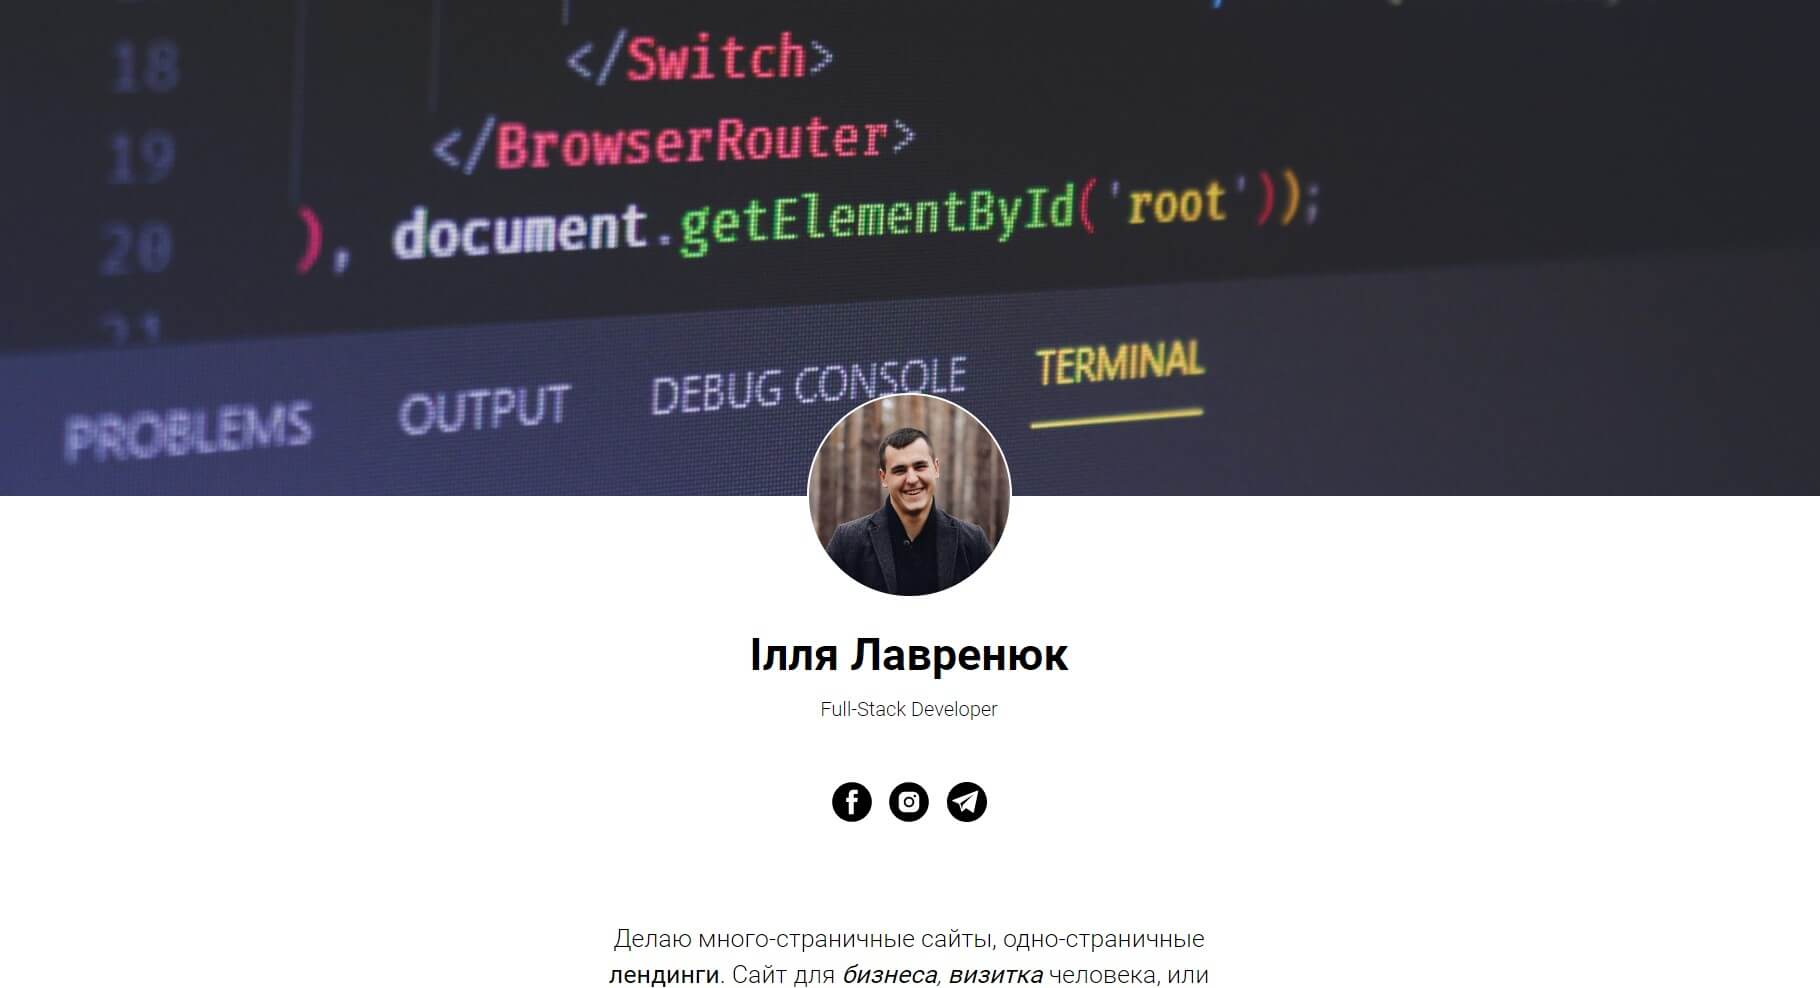 18
</Switch>
19
</BrowserRouter>
20
), document.getElementById('root'));
21
PROBLEMS OUTPUT DEBUG CONSOLE TERMINAL
Ілля Лавренюк
Full-Stack Developer
Делаю много-страничные сайты, одно-страничные
лендинги. Сайт для бизнеса, визитка человека, или